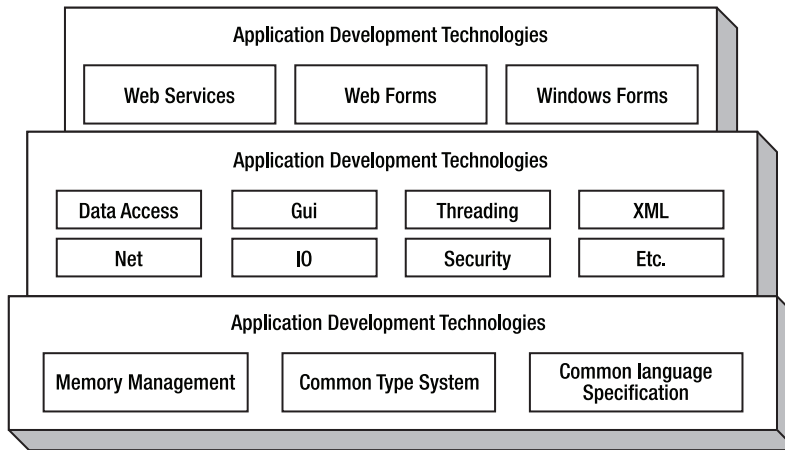 Application Development Technologies
Web Services
Web Forms
Windows Forms
Application Development Technologies
Data Access
Gui
Threading
XML
Net
IO
Security
Etc.
Application Development Technologies
Memory Management
Common Type System
Common language
Specification